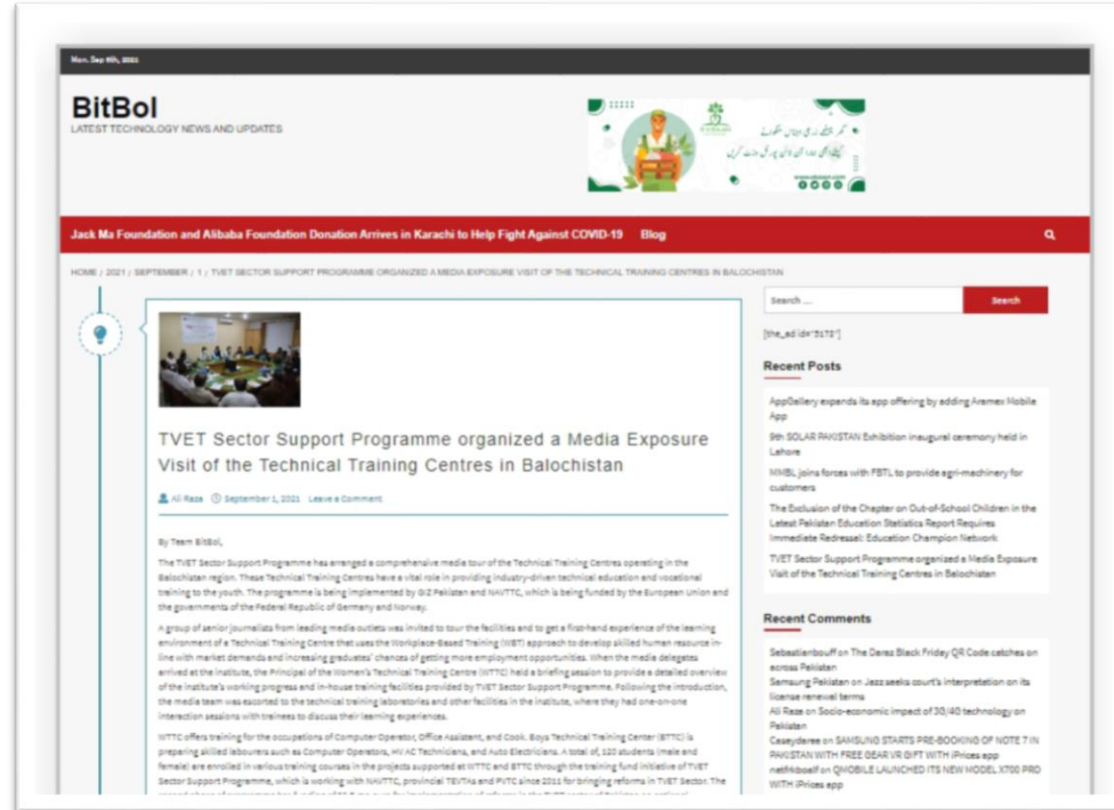 Mon. Sep 6th, 2021
BitBol
LATEST TECHNOLOGY NEWS AND UPDATES
Jack Ma Foundation and Alibaba Foundation Donation Arrives in Karachi to Help Fight Against COVID-19 Blog
HOME / 2021 / SEPTEMBER / 1 / TVET SECTOR SUPPORT PROGRAMME ORGANIZED A MEDIA EXPOSURE VISIT OF THE TECHNICAL TRAINING CENTRES IN BALOCHISTAN
TVET Sector Support Programme organized a Media Exposure
Visit of the Technical Training Centres in Balochistan
Ali Raza September 1, 2021 Leave a Comment
By Team BitBol,
The TVET Sector Support Programme has arranged a comprehensive media tour of the Technical Training Centres operating in the
Balochistan region. These Technical Training Centres have a vital role in providing industry-driven technical education and vocational
training to the youth. The programme is being implemented by GIZ Pakistan and NAVTTC, which is being funded by the European Union and
the governments of the Federal Republic of Germany and Norway.
A group of senior journalists from leading media outlets was invited to tour the facilities and to get a first-hand experience of the learning
environment of a Technical Training Centre that uses the Workplace-Based Training (WBT) approach to develop skilled human resource in-
line with market demands and increasing graduates' chances of getting more employment opportunities. When the media delegates
arrived at the institute, the Principal of the Women's Technical Training Centre (WTTC) held a briefing session to provide a detailed overview
of the institute's working progress and in-house training facilities provided by TVET Sector Support Programme. Following the introduction,
the media team was escorted to the technical training laboratories and other facilities in the institute, where they had one-on-one
interaction sessions with trainees to discuss their learning experiences.
WTTC offers training for the occupations of Computer Operator, Office Assistant, and Cook. Boys Technical Training Center (BTTC) is
preparing skilled labourers such as Computer Operators, HV AC Technicians, and Auto Electricians. A total of, 120 students (male and
female) are enrolled in various training courses in the projects supported at WTTC and BTTC through the training fund initiative of TVET
Sector Support Programme, which is working with NAVTTC, provincial TEVTAs and PVTC since 2011 for bringing reforms in TVET Sector. The
Search ...
Search
[the_ad id="5172"]
Recent Posts
AppGallery expands its app offering by adding Aramex Mobile
App
9th SOLAR PAKISTAN Exhibition inaugural ceremony held in
Lahore
MMBL joins forces with FBTL to provide agri-machinery for
customers
The Exclusion of the Chapter on Out-of-School Children in the
Latest Pakistan Education Statistics Report Requires
Immediate Redressal: Education Champion Network
TVET Sector Support Programme organized a Media Exposure
Visit of the Technical Training Centres in Balochistan
Recent Comments
Sebastianbouff on The Daraz Black Friday QR Code catches on
across Pakistan
Samsung Pakistan on Jazz seeks court's interpretation on its
license renewal terms
Ali Raza on Socio-economic impact of 3G/4G technology on
Pakistan
Caseydaree on SAMSUNG STARTS PRE-BOOKING OF NOTE 7 IN
PAKISTAN WITH FREE GEAR VR GIFT WITH iPrices app
on QMOBILE LAUNCHED ITS NEW MODEL X700 PRO
WITH iPrices app